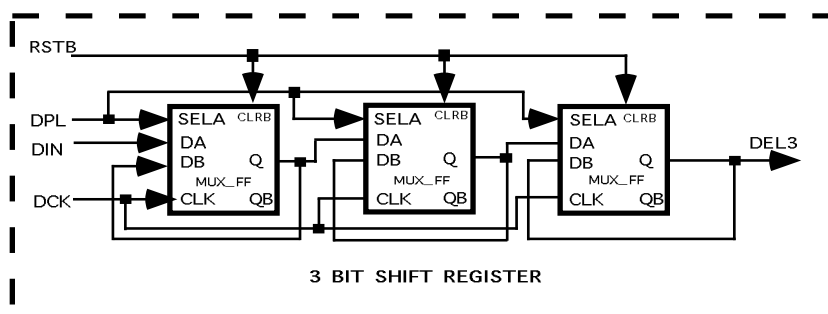 RSTB
DPL
DIN
DCK
SELA CLRB
DA
DB Q
MUX_FF
CLK QB
SELA CLRB
DA
DB Q
MUX_FF
CLK QB
SELA CLRB
DA
DB Q
MUX_FF
CLK QB
DEL3
3 BIT SHIFT REGISTER